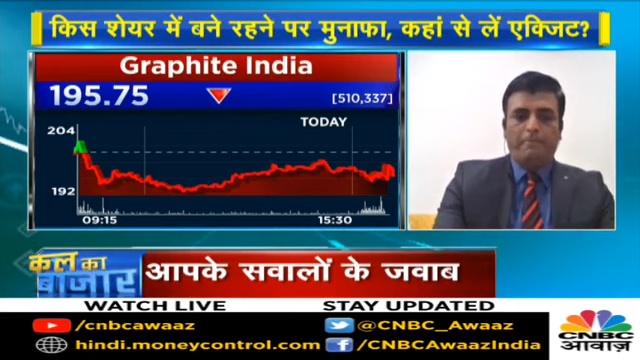 किस शेयर में बने रहने पर मुनाफा, कहां से लें एक्जिट?
Graphite India
195.75 [510,337]
TODAY
204
192
09:15 15:30
कल का बाज़ार
आपके सवालों के जवाब
WATCH LIVE STAY UPDATED
/cnbcawaaz @CNBC_Awaaz
hindi.moneycontrol.com /CNBCAwaazIndia
CNBC
आवाज़